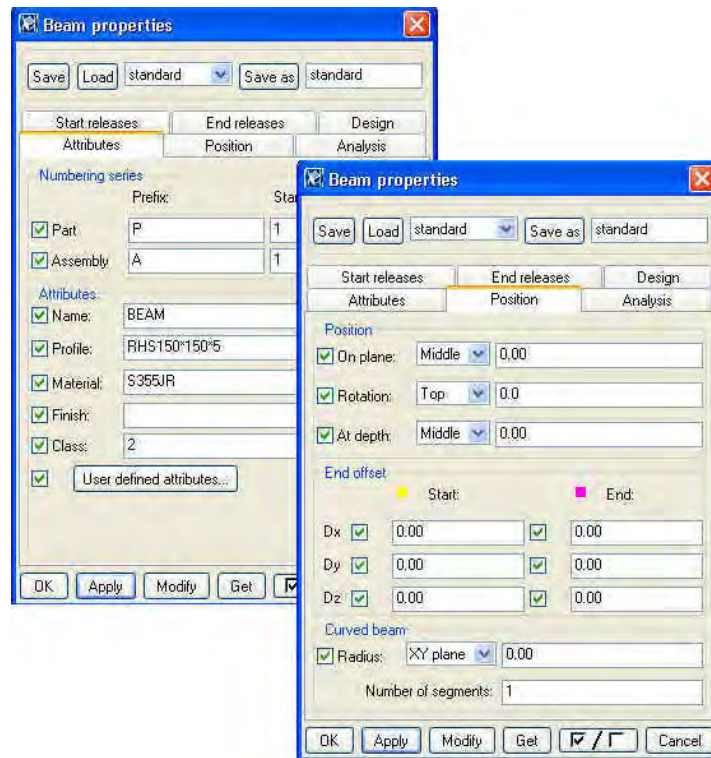 Beam properties
Save Load standard Save as standard
Start releases End releases Design
Attributes Position Analysis
Numbering series
Prefix: Star
Part P 1
Assembly A 1
Attributes
Name: BEAM
Profile: RHS150*150*5
Material: S355JR
Finish:
Class: 2
User defined attributes...
OK Apply Modify Get
Beam properties
Save Load standard Save as standard
Start releases End releases Design
Attributes Position Analysis
Position
On plane: Middle 0.00
Rotation: Top 0.0
At depth: Middle 0.00
End offset
Start: End:
Dx 0.00 0.00
Dy 0.00 0.00
Dz 0.00 0.00
Curved beam
Radius: XY plane 0.00
Number of segments: 1
OK Apply Modify Get / Cancel